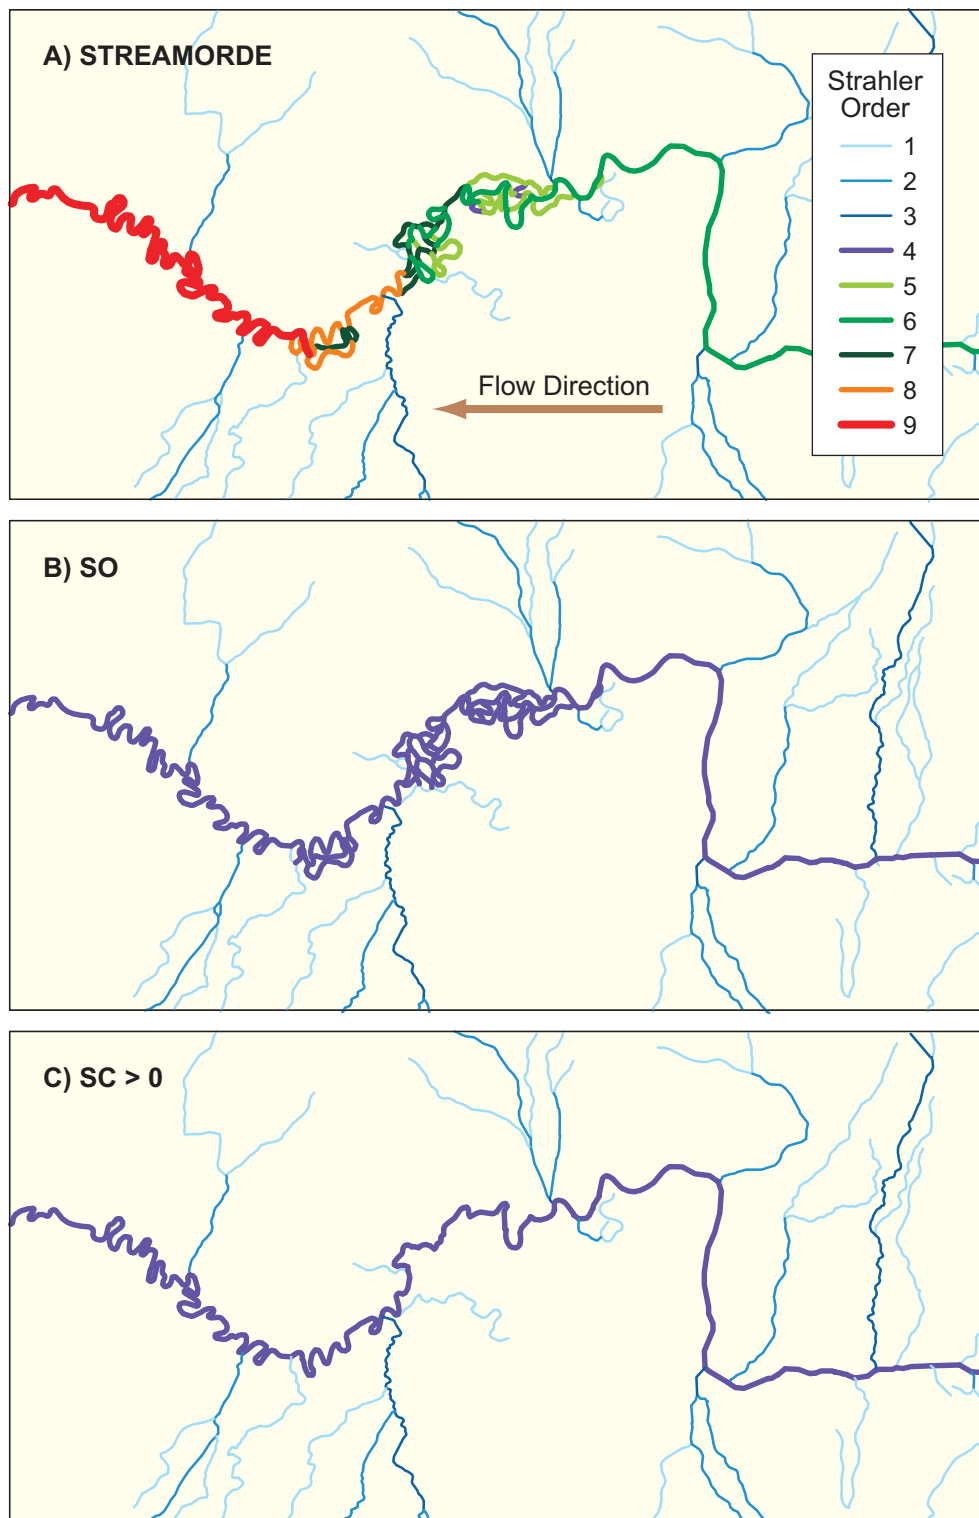 A) STREAMORDE
Strahler
Order
1
2
3
4
5
6
7
8
9
Flow Direction
B) SO
C) SC > 0